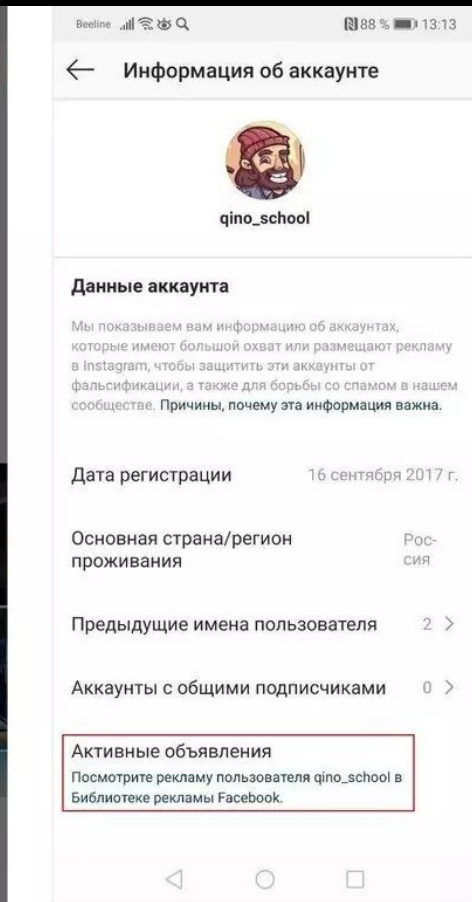 Beeline 88 % 13:13
Информация об аккаунте
qino_school
Данные аккаунта
Мы показываем вам информацию об аккаунтах,
которые имеют большой охват или размещают рекламу
в Instagram, чтобы защитить эти аккаунты от
фальсификации, а также для борьбы со спамом в нашем
сообществе. Причины, почему эта информация важна.
Дата регистрации 16 сентября 2017 г.
Основная страна/регион Рос-
проживания сия
Предыдущие имена пользователя 2
Аккаунты с общими подписчиками 0
Активные объявления
Посмотрите рекламу пользователя qino_school в
Библиотеке рекламы Facebook.